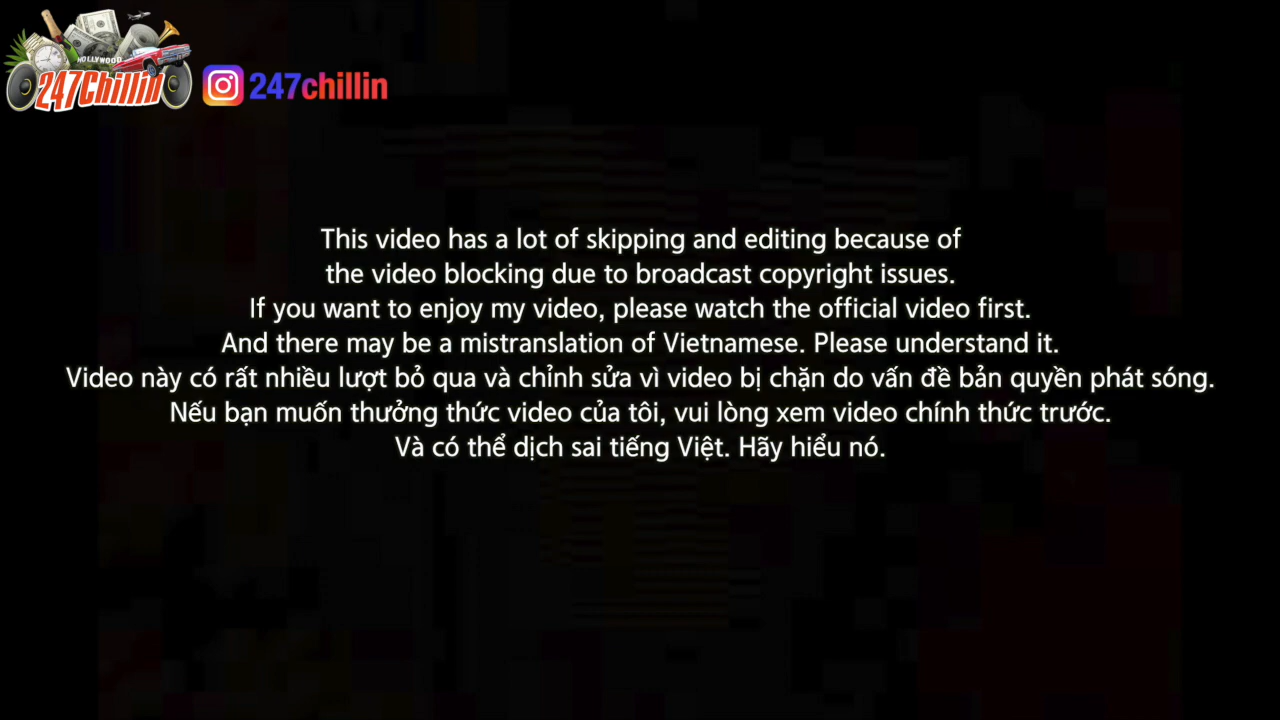 HOLLYWOOD
247Chillin
247chillin
This video has a lot of skipping and editing because of
the video blocking due to broadcast copyright issues.
If you want to enjoy my video, please watch the official video first.
And there may be a mistranslation of Vietnamese. Please understand it.
Video này có rất nhiều lượt bỏ qua và chỉnh sửa vì video bị chặn do vấn đề bản quyền phát sóng.
Nếu bạn muốn thưởng thức video của tôi, vui lòng xem video chính thức trước.
Và có thể dịch sai tiếng Việt. Hãy hiểu nó.